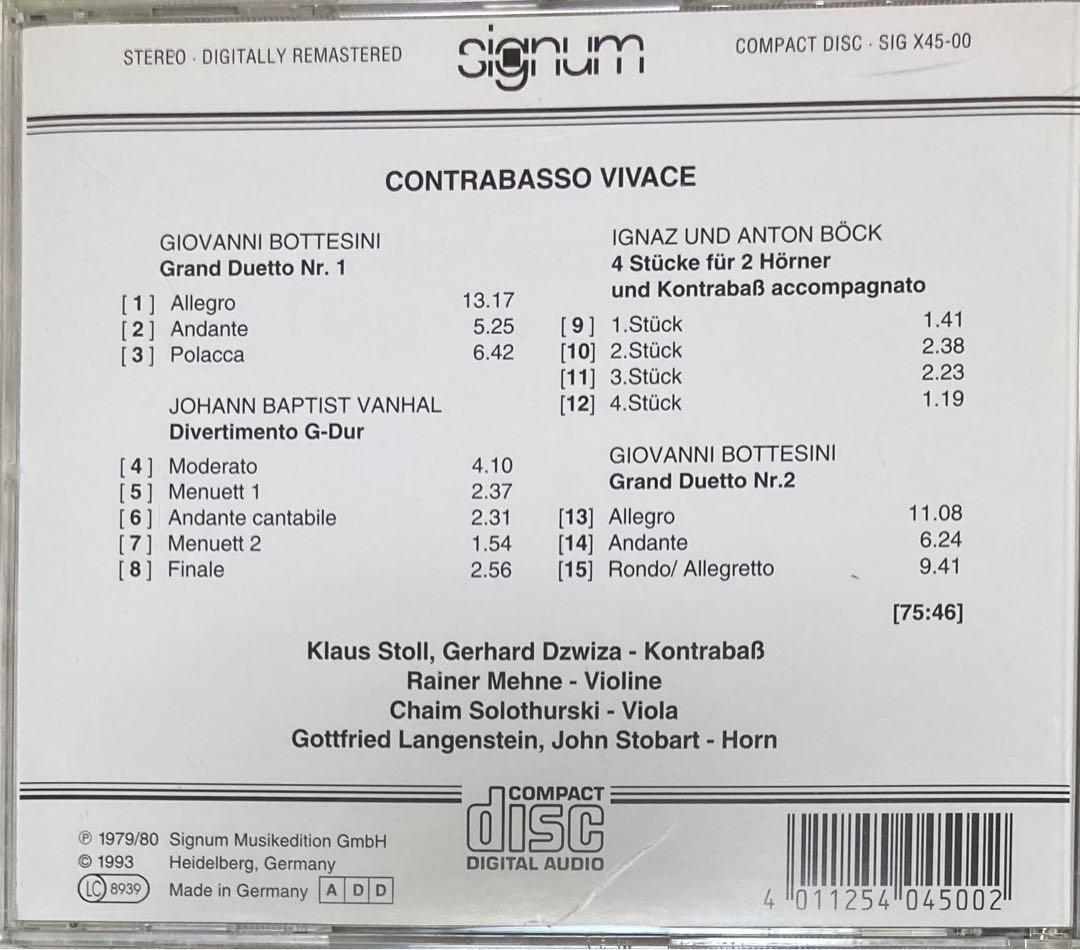 STEREO · DIGITALLY REMASTERED
signum
COMPACT DISC · SIG X45-00
CONTRABASSO VIVACE
GIOVANNI BOTTESINI
Grand Duetto Nr. 1
[ 1 ] Allegro 13.17
[ 2 ] Andante 5.25
[ 3 ] Polacca 6.42
JOHANN BAPTIST VANHAL
Divertimento G-Dur
[ 4 ] Moderato 4.10
[ 5 ] Menuett 1 2.37
[ 6 ] Andante cantabile 2.31
[ 7 ] Menuett 2 1.54
[ 8 ] Finale 2.56
IGNAZ UND ANTON BÖCK
4 Stücke für 2 Hörner
und Kontrabaß accompagnato
[ 9 ] 1.Stück 1.41
[10] 2.Stück 2.38
[11] 3.Stück 2.23
[12] 4.Stück 1.19
GIOVANNI BOTTESINI
Grand Duetto Nr.2
[13] Allegro 11.08
[14] Andante 6.24
[15] Rondo/ Allegretto 9.41
[75:46]
Klaus Stoll, Gerhard Dzwiza - Kontrabaß
Rainer Mehne - Violine
Chaim Solothurski - Viola
Gottfried Langenstein, John Stobart - Horn
℗ 1979/80 Signum Musikedition GmbH
© 1993 Heidelberg, Germany
LC 8939 Made in Germany A D D
COMPACT
disc
DIGITAL AUDIO
4 011254 045002